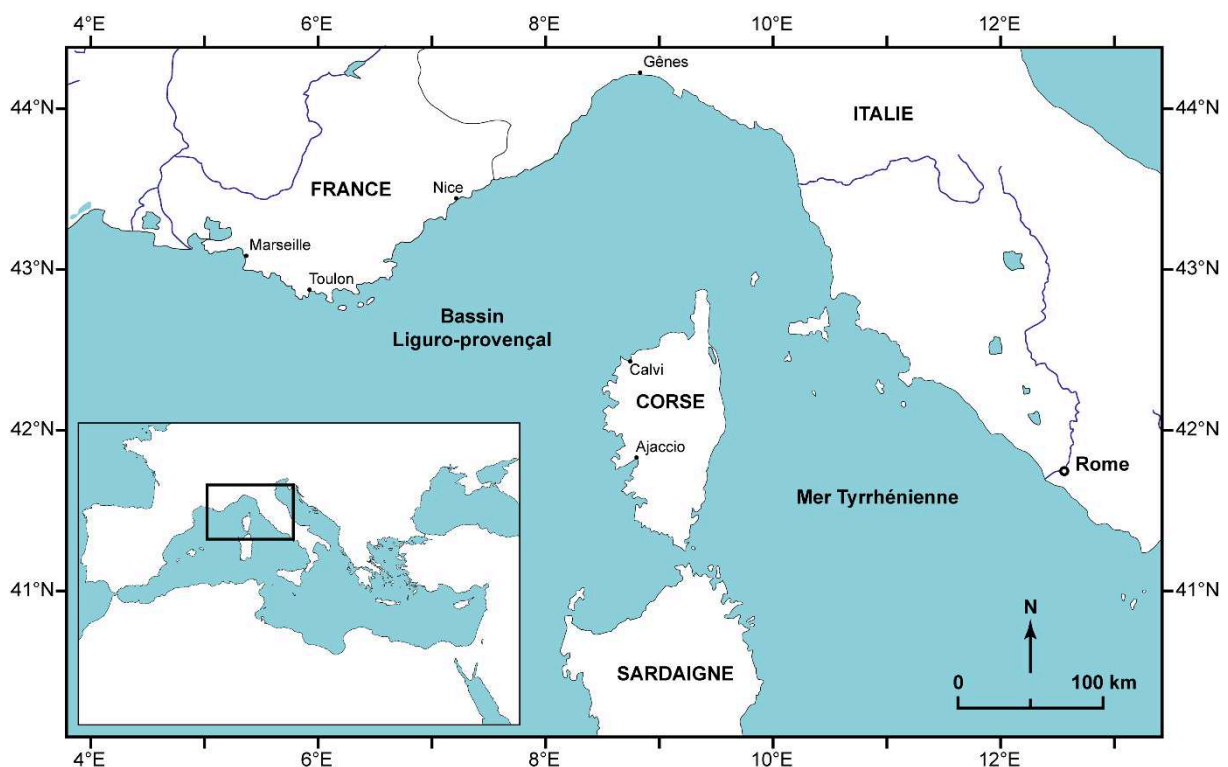 4°E 6°E 8°E 10°E 12°E
Gênes
44°N 44°N
ITALIE
FRANCE
Nice
Marseille
43°N 43°N
Toulon
Bassin
Liguro-provençal
Calvi
CORSE
42°N 42°N
Ajaccio
Rome
Mer Tyrrhénienne
41°N 41°N
N
SARDAIGNE
0 100 km
4°E 6°E 8°E 10°E 12°E